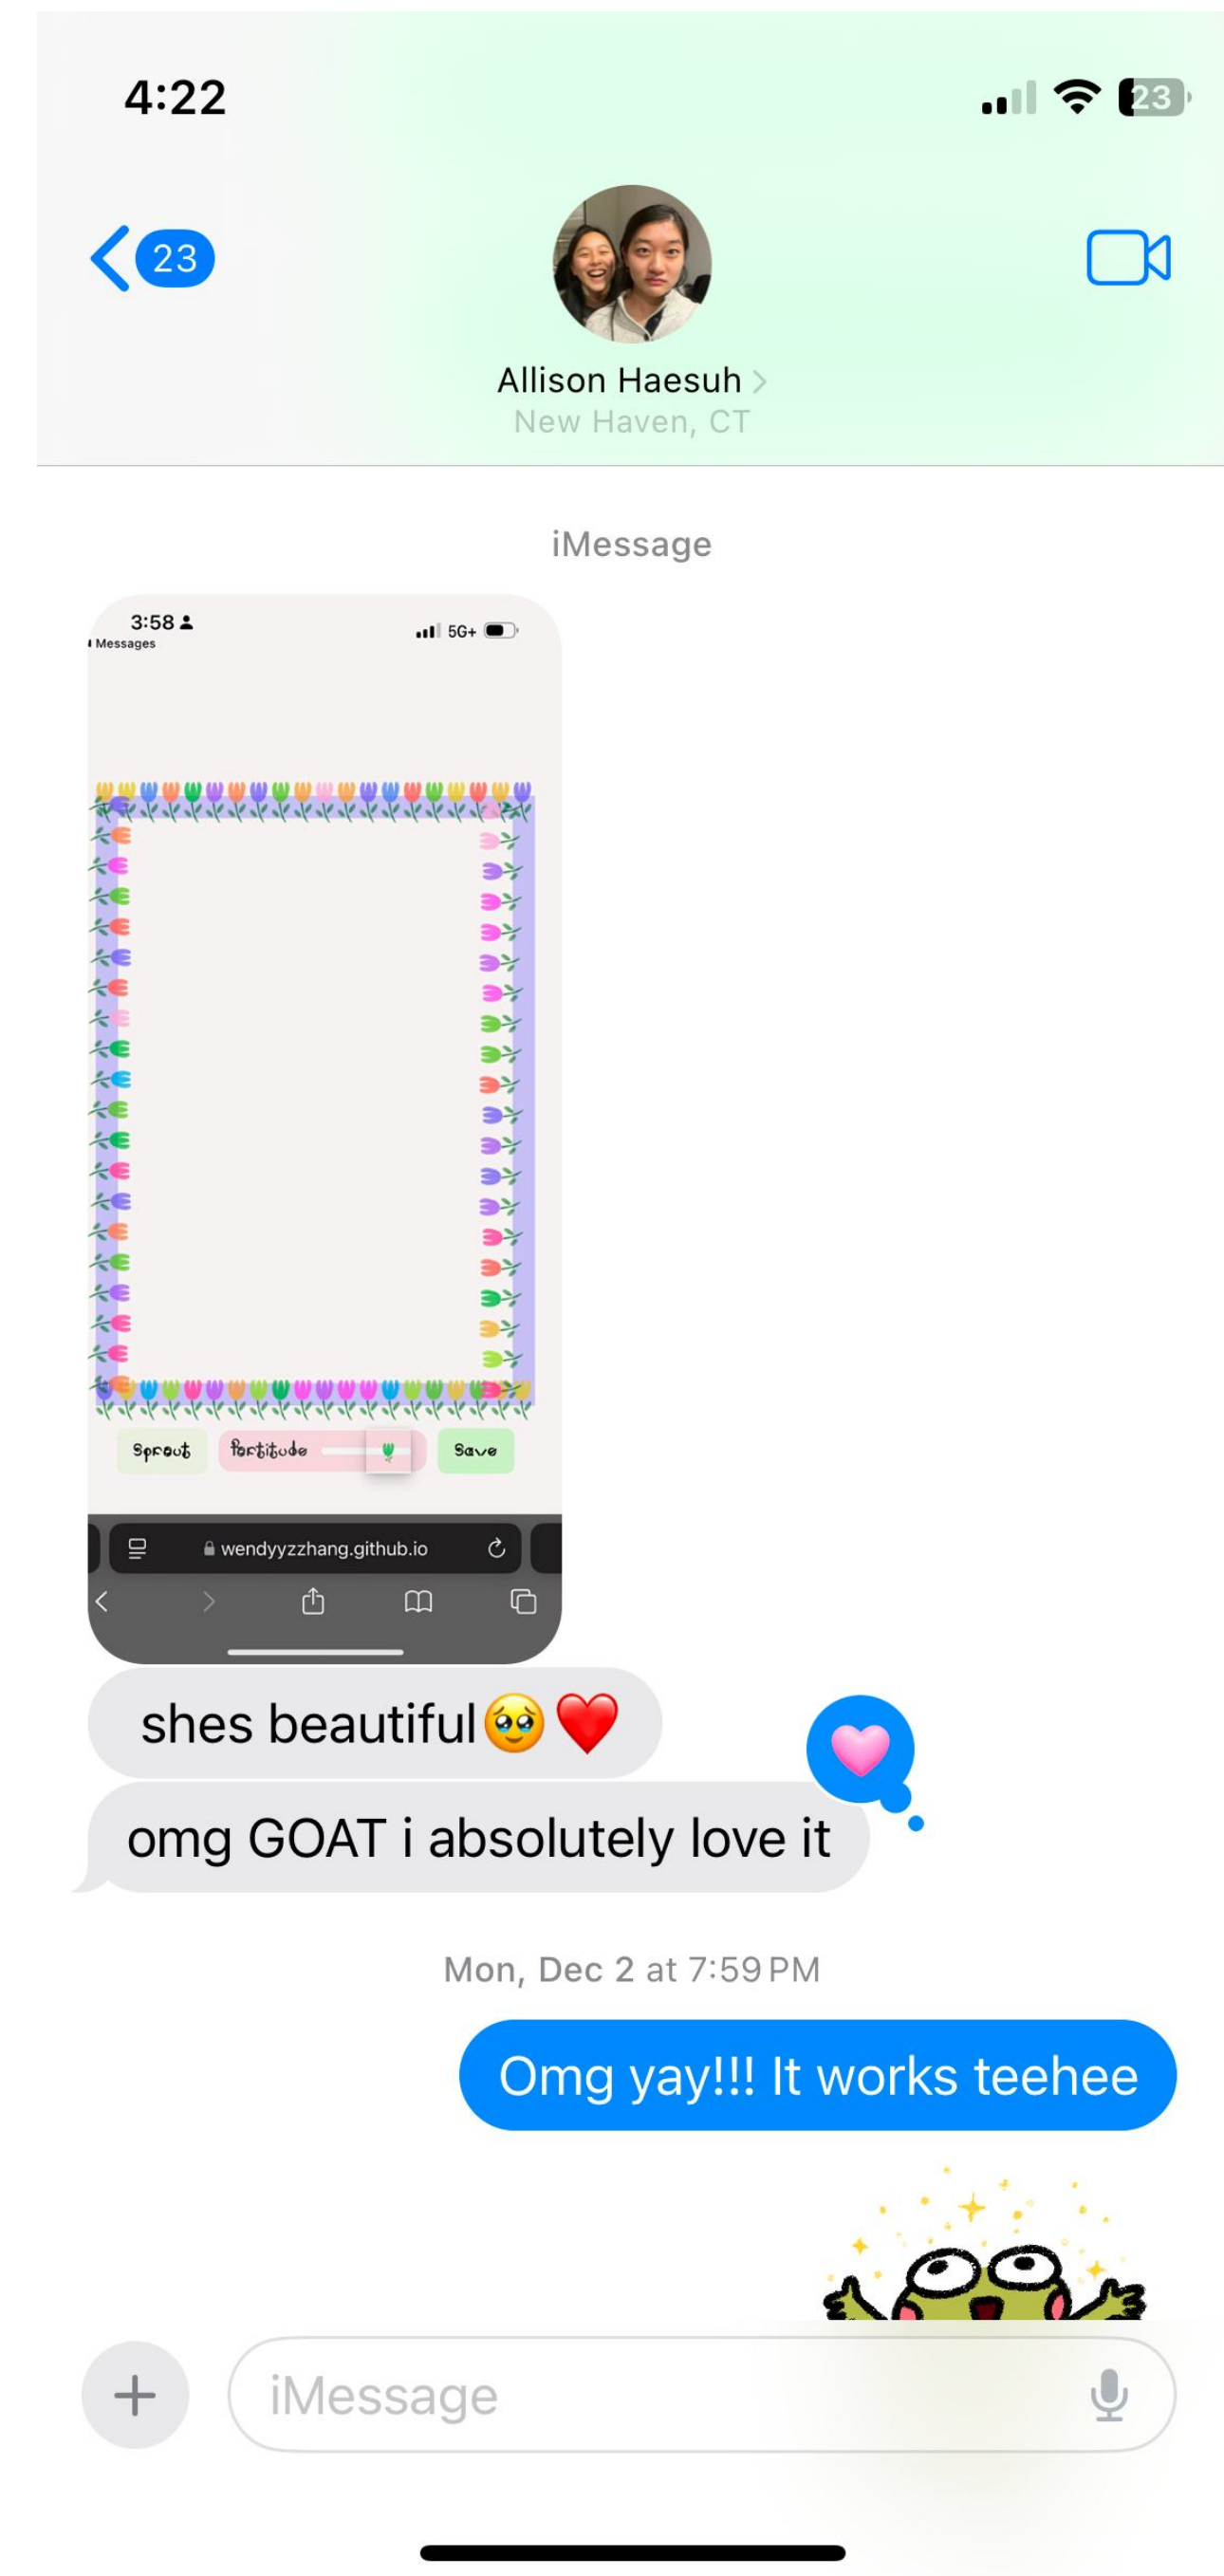 4:22
23
23
Allison Haesuh
New Haven, CT
iMessage
3:58
Messages
5G+
Sprout
fortitude
Save
wendyyzzhang.github.io
shes beautiful🥹❤️
omg GOAT i absolutely love it
Mon, Dec 2 at 7:59 PM
Omg yay!!! It works teehee
iMessage